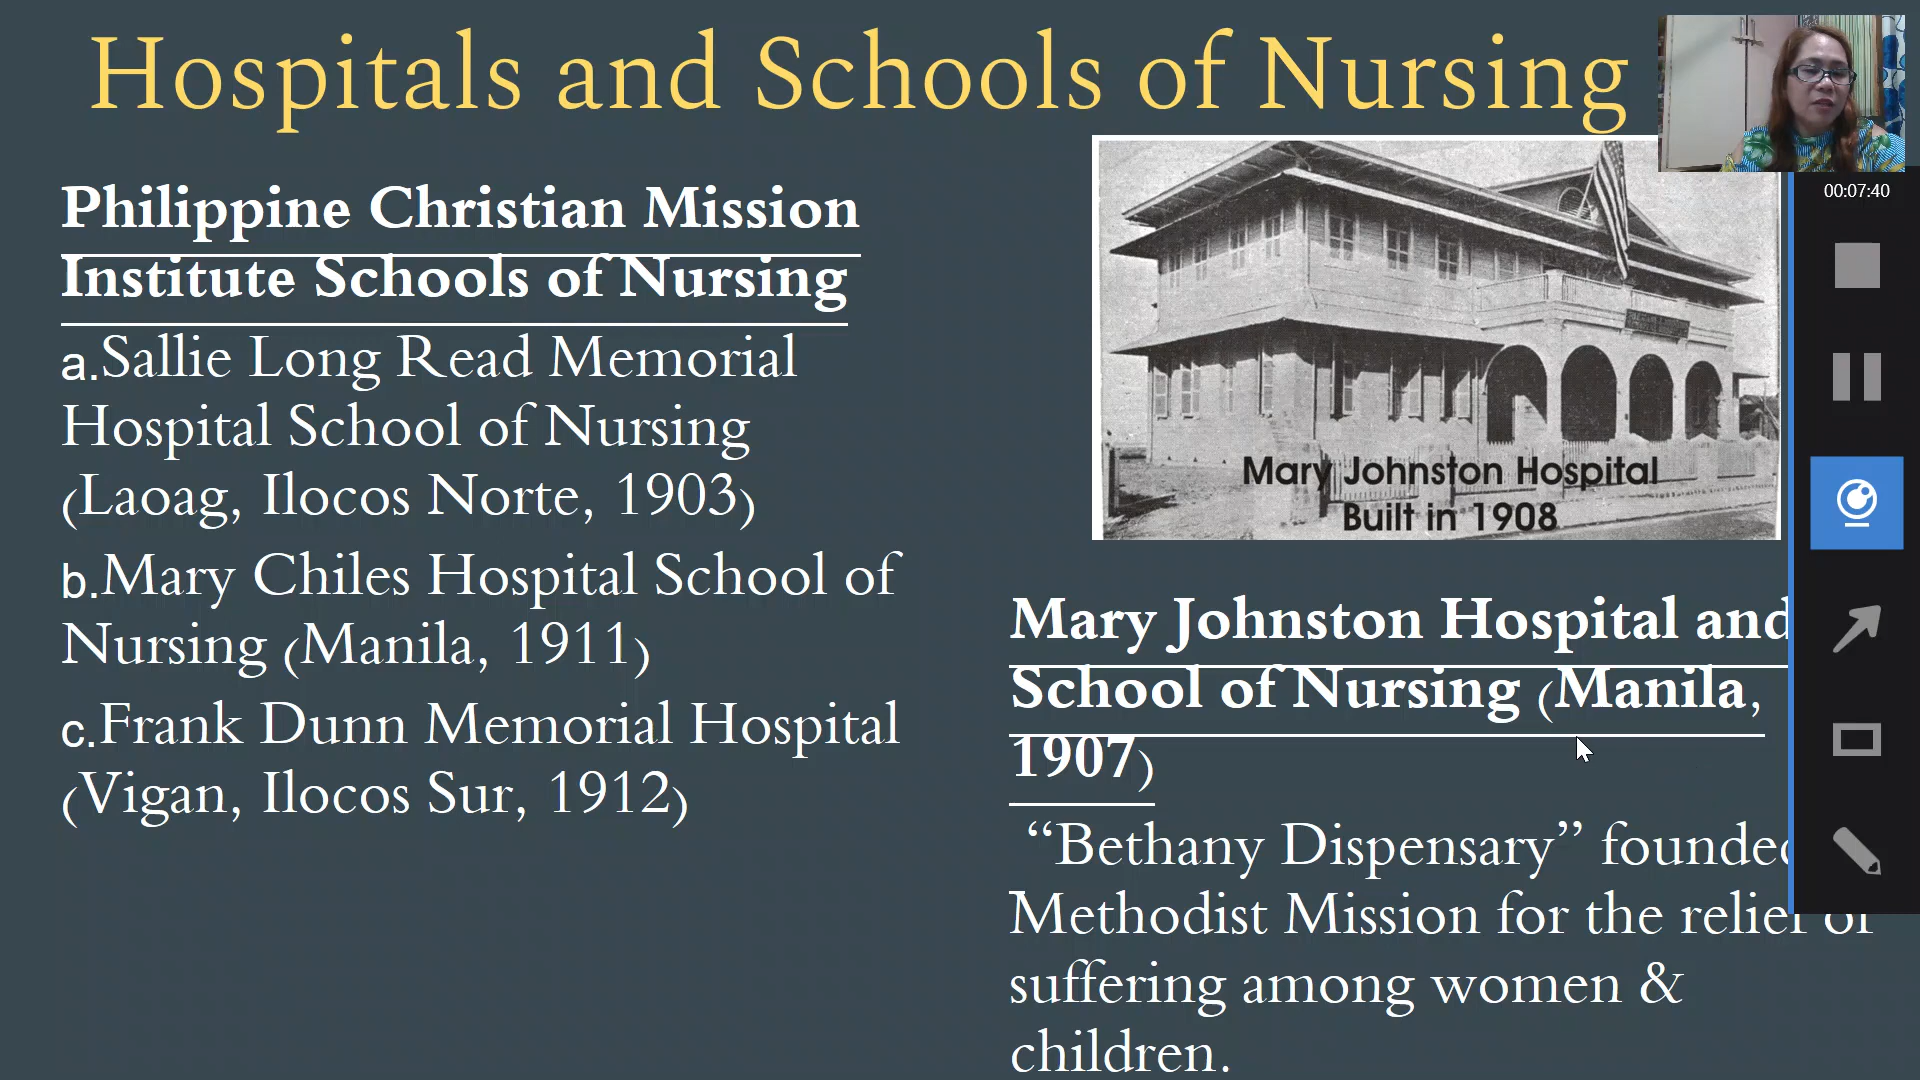 Hospitals and Schools of Nursing
00:07:40
Philippine Christian Mission
Institute Schools of Nursing
a.Sallie Long Read Memorial
Hospital School of Nursing
(Laoag, Ilocos Norte, 1903)
b.Mary Chiles Hospital School of
Nursing (Manila, 1911)
c.Frank Dunn Memorial Hospital
(Vigan, Ilocos Sur, 1912)
Mary Johnston Hospital
Built in 1908
Mary Johnston Hospital and
School of Nursing (Manila,
1907)
“Bethany Dispensary” founded
Methodist Mission for the relief of
suffering among women &
children.